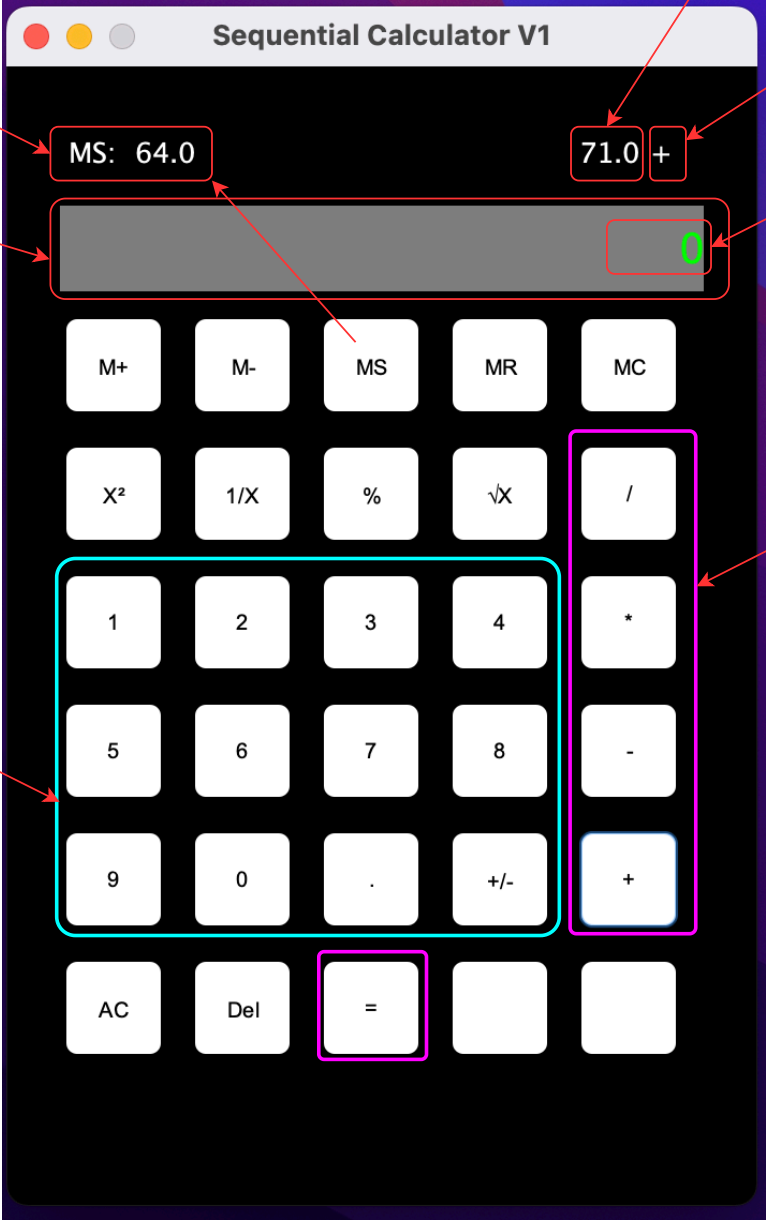 Sequential Calculator V1
MS: 64.0 71.0 +
0
M+ M- MS MR MC
X² 1/X % √X /
1 2 3 4 *
5 6 7 8 -
9 0 . +/- +
AC Del =